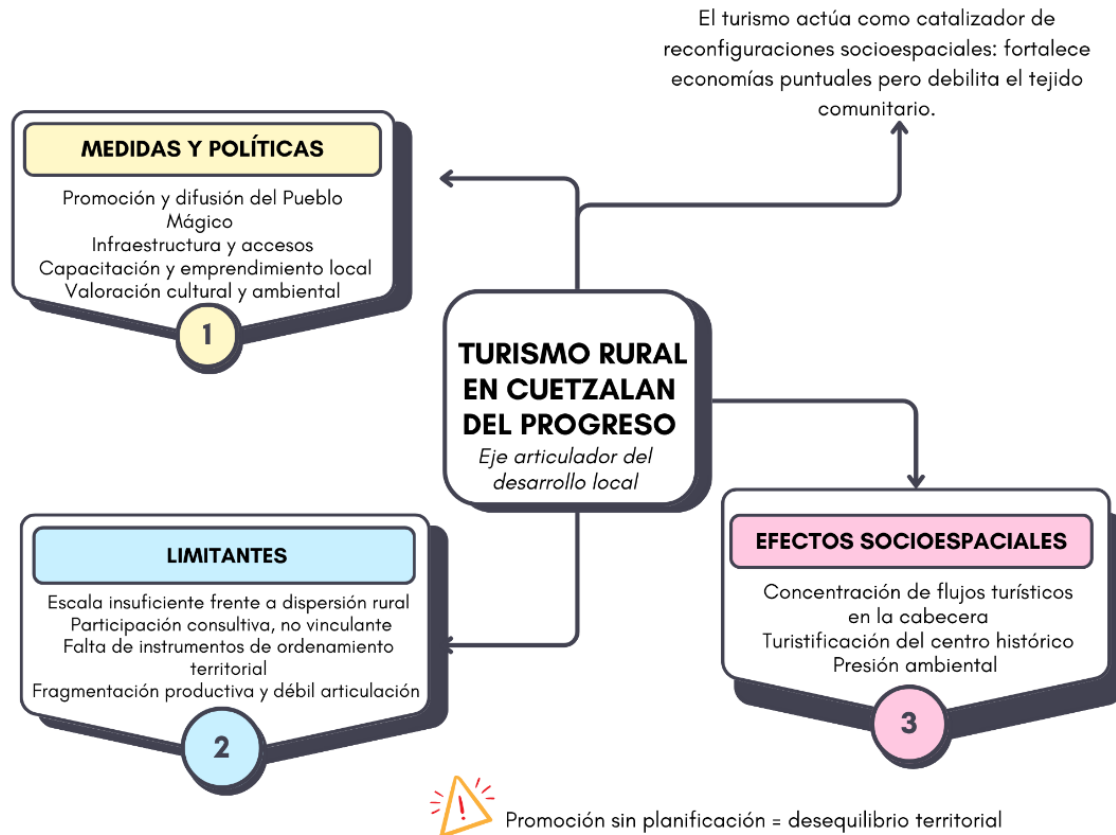 El turismo actúa como catalizador de
reconfiguraciones socioespaciales: fortalece
economías puntuales pero debilita el tejido
comunitario.
MEDIDAS Y POLÍTICAS
Promoción y difusión del Pueblo
Mágico
Infraestructura y accesos
Capacitación y emprendimiento local
Valoración cultural y ambiental
1
TURISMO RURAL
EN CUETZALAN
DEL PROGRESO
Eje articulador del
desarrollo local
LIMITANTES
Escala insuficiente frente a dispersión rural
Participación consultiva, no vinculante
Falta de instrumentos de ordenamiento
territorial
Fragmentación productiva y débil articulación
2
EFECTOS SOCIOESPACIALES
Concentración de flujos turísticos
en la cabecera
Turistificación del centro histórico
Presión ambiental
3
Promoción sin planificación = desequilibrio territorial